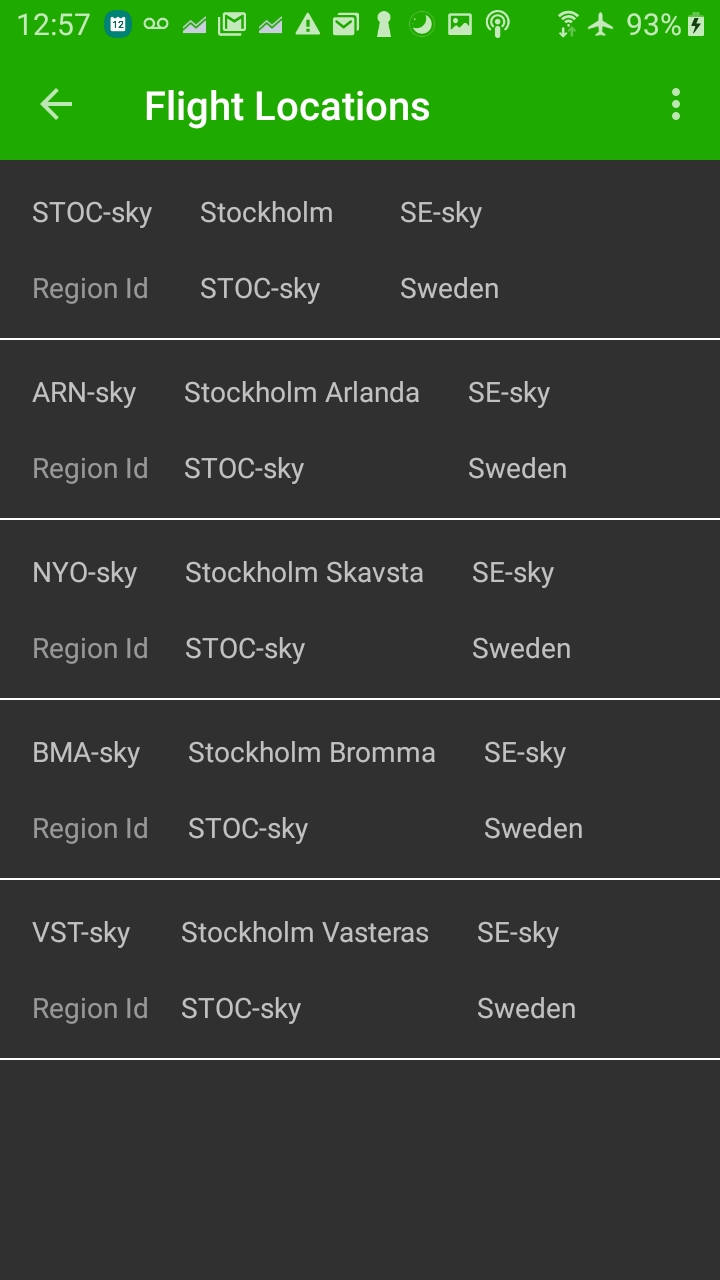 12:57 12 93%
Flight Locations
STOC-sky Stockholm SE-sky
Region Id STOC-sky Sweden
ARN-sky Stockholm Arlanda SE-sky
Region Id STOC-sky Sweden
NYO-sky Stockholm Skavsta SE-sky
Region Id STOC-sky Sweden
BMA-sky Stockholm Bromma SE-sky
Region Id STOC-sky Sweden
VST-sky Stockholm Vasteras SE-sky
Region Id STOC-sky Sweden